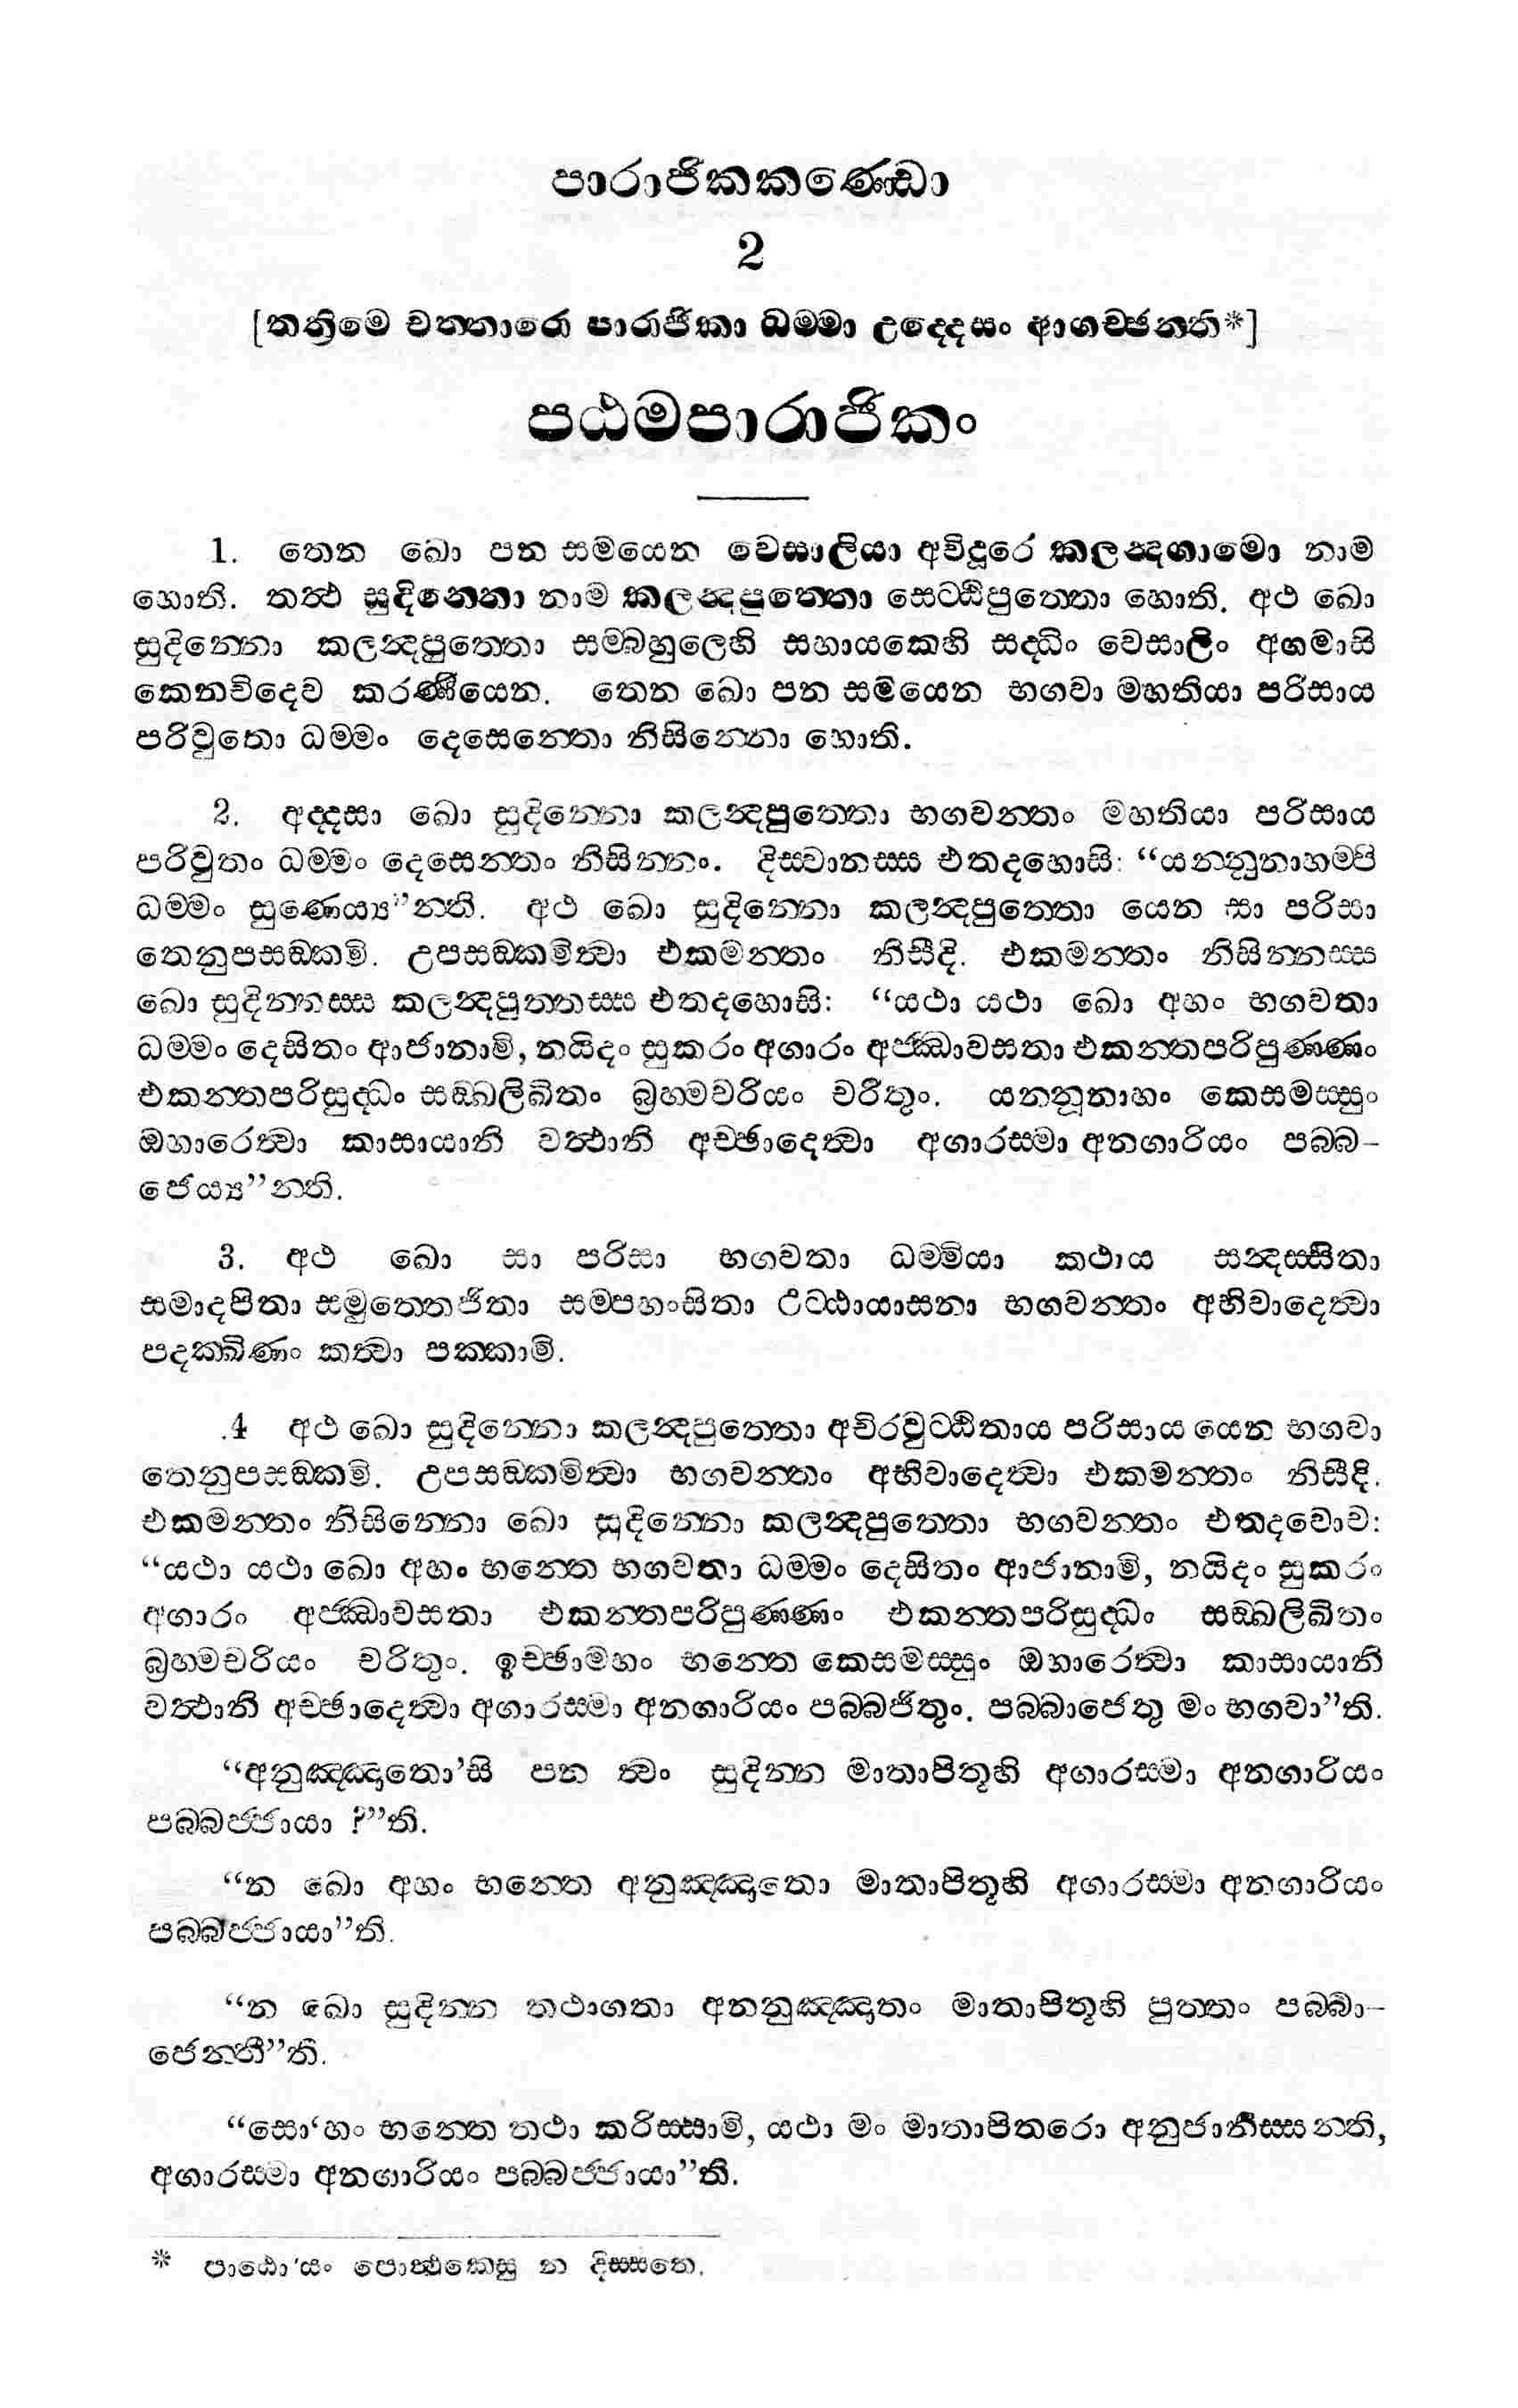 පාරාජිකකණ්ඩො
2
[තත්‍රිමෙ චත්තාරො පාරාජිකා ධම්මා උද්දෙසං ආගච්ඡන්ති*]
පඨමපාරාජිකං
1. තෙන ඛො පන සමයෙන වෙසාලියා අවිදූරෙ කලන්දගාමො නාම
හොති. තත්ථ සුදින්නො නාම කලන්දපුත්තො සෙට්ඨිපුත්තො හොති. අථ ඛො
සුදින්නො කලන්දපුත්තො සම්බහුලෙහි සහායකෙහි සද්ධිං වෙසාලිං අගමාසි
කෙනචිදෙව කරණීයෙන. තෙන ඛො පන සමයෙන භගවා මහතියා පරිසාය
පරිවුතො ධම්මං දෙසෙන්තො නිසින්නො හොති.
2. අද්දසා ඛො සුදින්නො කලන්දපුත්තො භගවන්තං මහතියා පරිසාය
පරිවුතං ධම්මං දෙසෙන්තං නිසින්නං. දිස්වානස්ස එතදහොසි: “යන්නූනාහම්පි
ධම්මං සුණෙය්‍ය”න්ති. අථ ඛො සුදින්නො කලන්දපුත්තො යෙන සා පරිසා
තෙනුපසඞ්කමි. උපසඞ්කමිත්වා එකමන්තං නිසීදි. එකමන්තං නිසින්නස්ස
ඛො සුදින්නස්ස කලන්දපුත්තස්ස එතදහොසි: “යථා යථා ඛො අහං භගවතා
ධම්මං දෙසිතං ආජානාමි, නයිදං සුකරං අගාරං අජ්ඣාවසතා එකන්තපරිපුණ්ණං
එකන්තපරිසුද්ධං සඞ්ඛලිඛිතං බ්‍රහ්මචරියං චරිතුං. යන්නූනාහං කෙසමස්සුං
ඔහාරෙත්වා කාසායානි වත්ථානි අච්ඡාදෙත්වා අගාරස්මා අනගාරියං පබ්බ-
ජෙය්‍ය”න්ති.
3. අථ ඛො සා පරිසා භගවතා ධම්මියා කථාය සන්දස්සිතා
සමාදපිතා සමුත්තෙජිතා සම්පහංසිතා උට්ඨායාසනා භගවන්තං අභිවාදෙත්වා
පදක්ඛිණං කත්වා පක්කාමි.
.4 අථ ඛො සුදින්නො කලන්දපුත්තො අචිරවුට්ඨිතාය පරිසාය යෙන භගවා
තෙනුපසඞ්කමි. උපසඞ්කමිත්වා භගවන්තං අභිවාදෙත්වා එකමන්තං නිසීදි.
එකමන්තං නිසින්නො ඛො සුදින්නො කලන්දපුත්තො භගවන්තං එතදවොච:
“යථා යථා ඛො අහං භන්තෙ භගවතා ධම්මං දෙසිතං ආජානාමි, නයිදං සුකරං
අගාරං අජ්ඣාවසතා එකන්තපරිපුණ්ණං එකන්තපරිසුද්ධං සඞ්ඛලිඛිතං
බ්‍රහ්මචරියං චරිතුං. ඉච්ඡාමහං භන්තෙ කෙසමස්සුං ඔහාරෙත්වා කාසායානි
වත්ථානි අච්ඡාදෙත්වා අගාරස්මා අනගාරියං පබ්බජිතුං. පබ්බාජෙතු මං භගවා”ති.
“අනුඤ්ඤාතො’සි පන ත්වං සුදින්න මාතාපිතූහි අගාරස්මා අනගාරියං
පබ්බජ්ජායා ?”ති.
“න ඛො අහං භන්තෙ අනුඤ්ඤාතො මාතාපිතූහි අගාරස්මා අනගාරියං
පබ්බජ්ජායා”ති.
“න ඛො සුදින්න තථාගතා අනනුඤ්ඤාතං මාතාපිතූහි පුත්තං පබ්බා-
ජෙන්තී”ති.
“සො‘හං භන්තෙ තථා කරිස්සාමි, යථා මං මාතාපිතරො අනුජානිස්සන්ති,
අගාරස්මා අනගාරියං පබ්බජ්ජායා”ති.
* පාඨො’යං පොත්ථකෙසු න දිස්සතෙ.